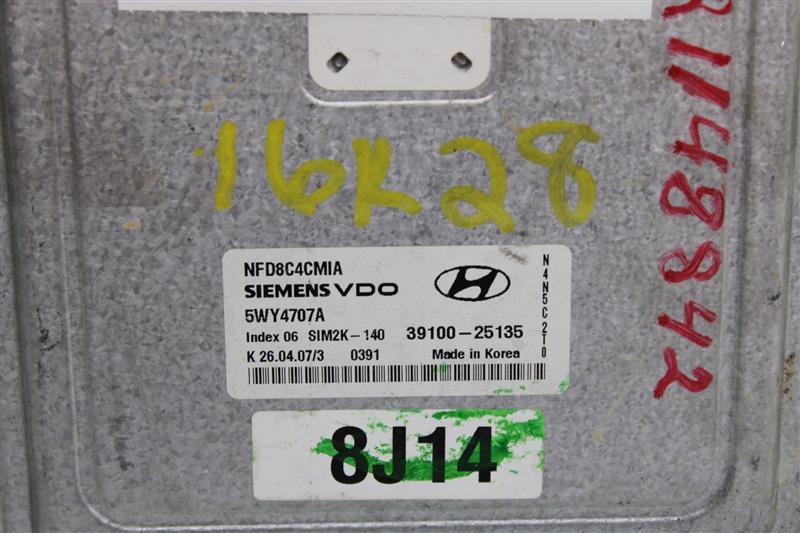 16K28
R1148842
NFD8C4CMIA
SIEMENS VDO
5WY4707A
Index 06 SIM2K-140 39100-25135
K 26.04.07/3 0391 Made in Korea
N4N5C2T0
8J14